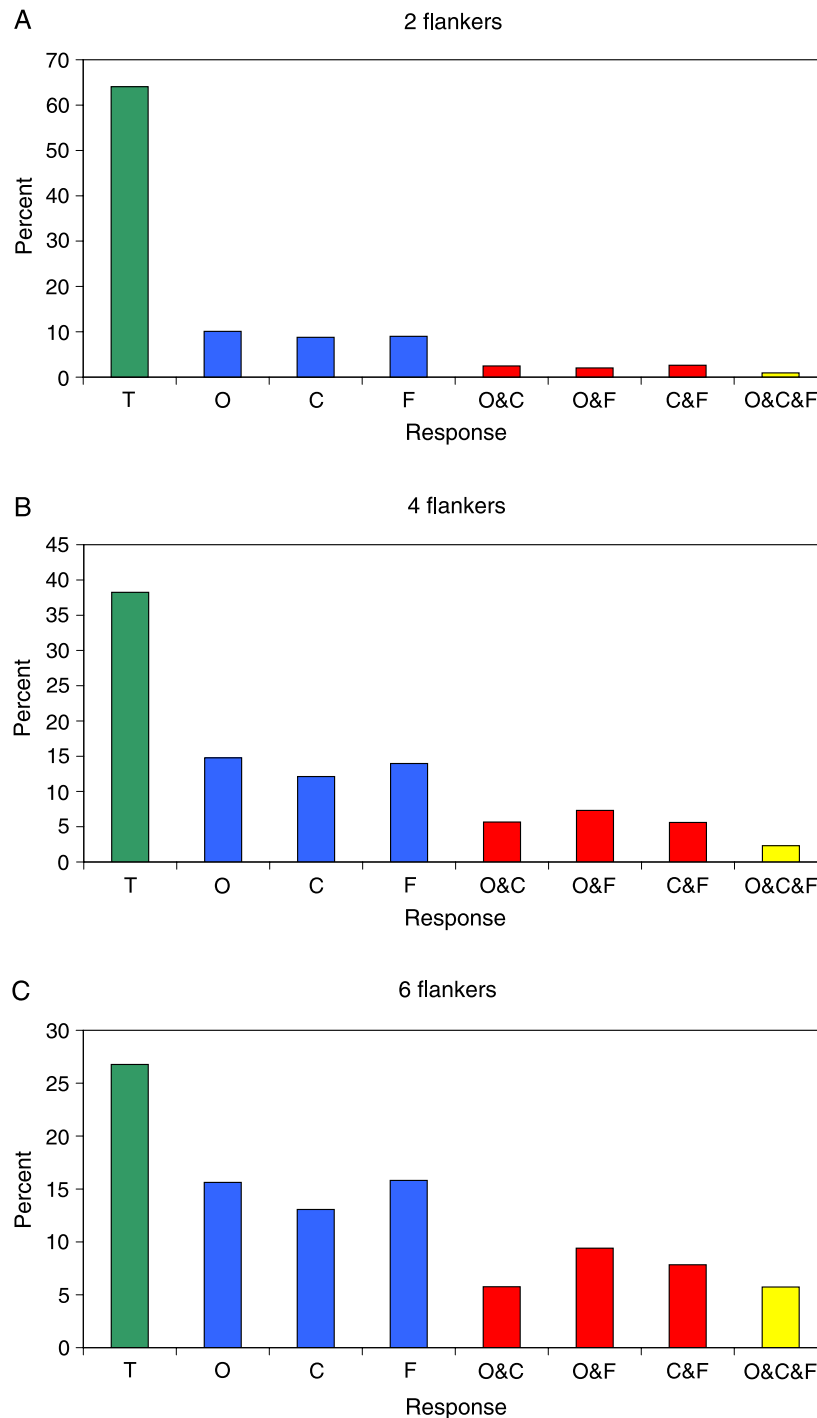 A
2 flankers
70
60
50
40
30
20
10
0
Percent
T O C F O&C O&F C&F O&C&F
Response
B
4 flankers
45
40
35
30
25
20
15
10
5
0
Percent
T O C F O&C O&F C&F O&C&F
Response
C
6 flankers
30
25
20
15
10
5
0
Percent
T O C F O&C O&F C&F O&C&F
Response